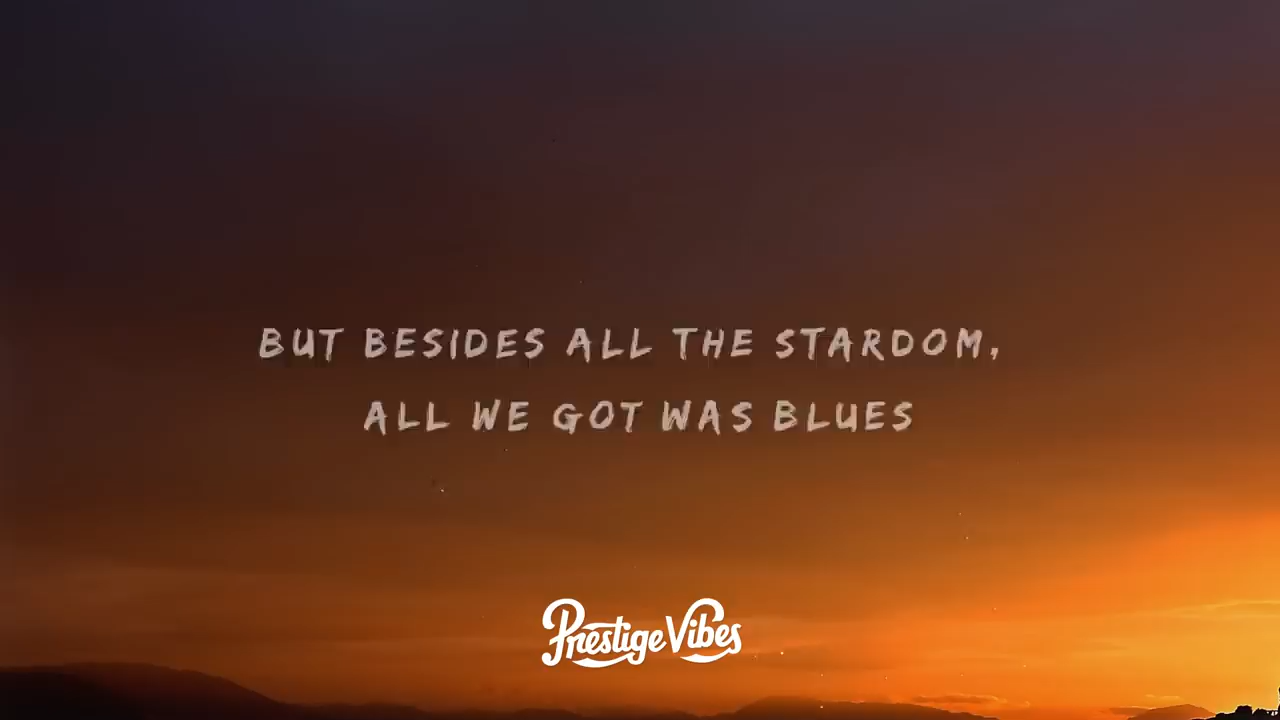 BUT BESIDES ALL THE STARDOM,
ALL WE GOT WAS BLUES
Prestige Vibes